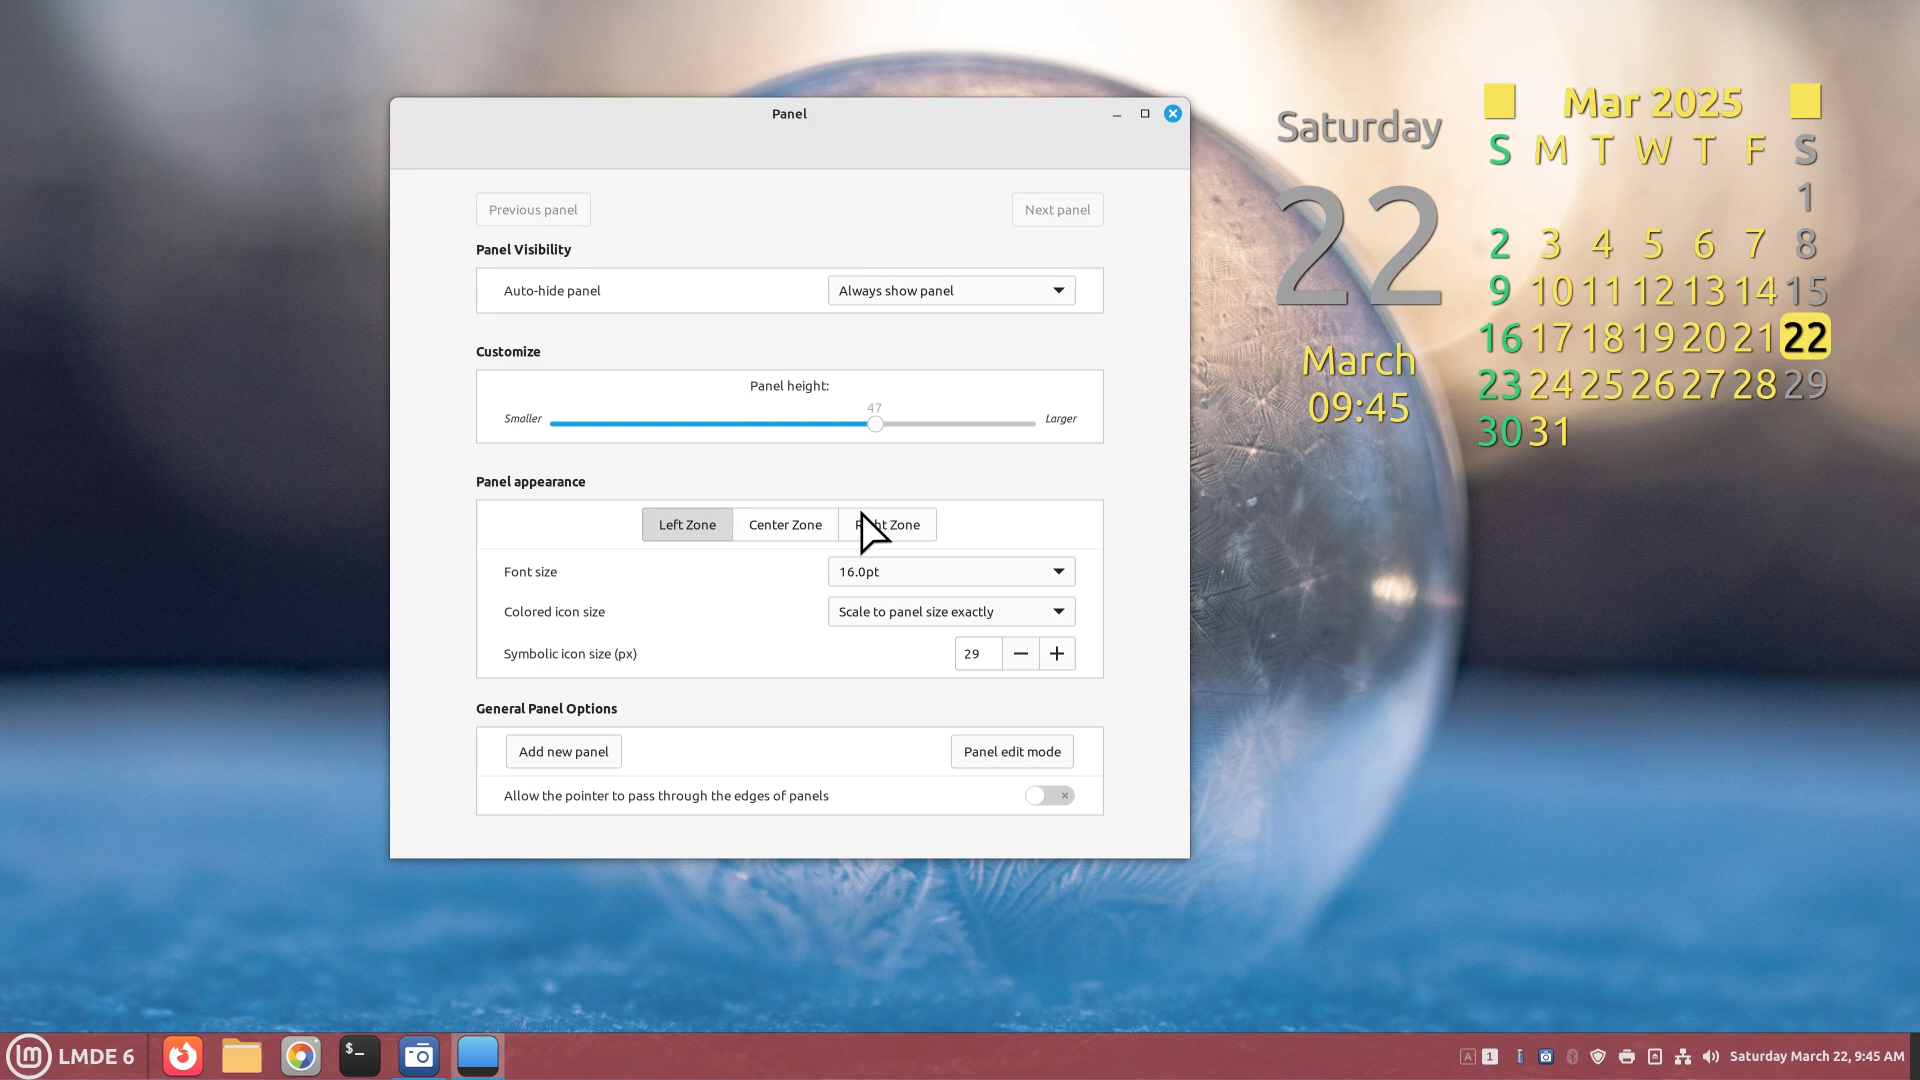 Panel
Previous panel
Next panel
Panel Visibility
Auto-hide panel
Always show panel
Customize
Panel height:
47
Smaller
Larger
Panel appearance
Left Zone
Center Zone
Zone
Font size
16.0pt
Colored icon size
Scale to panel size exactly
Symbolic icon size (px)
29
General Panel Options
Add new panel
Panel edit mode
Allow the pointer to pass through the edges of panels
Saturday
22
March
09:45
Mar 2025
S M T W T F S
1
2 3 4 5 6 7 8
9 10 11 12 13 14 15
16 17 18 19 20 21 22
23 24 25 26 27 28 29
30 31
LMDE 6
$_
A
1
Saturday March 22, 9:45 AM